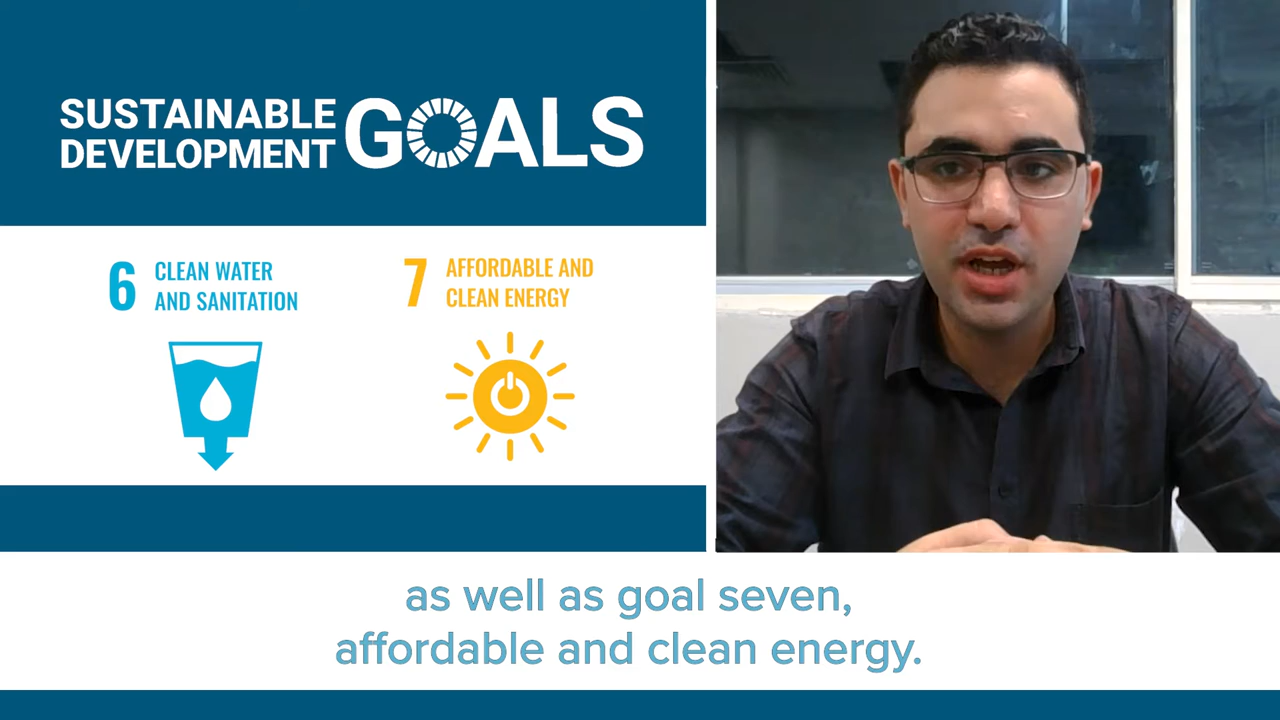 SUSTAINABLE
DEVELOPMENT
GOALS
6
CLEAN WATER
AND SANITATION
7
AFFORDABLE AND
CLEAN ENERGY
as well as goal seven,
affordable and clean energy.